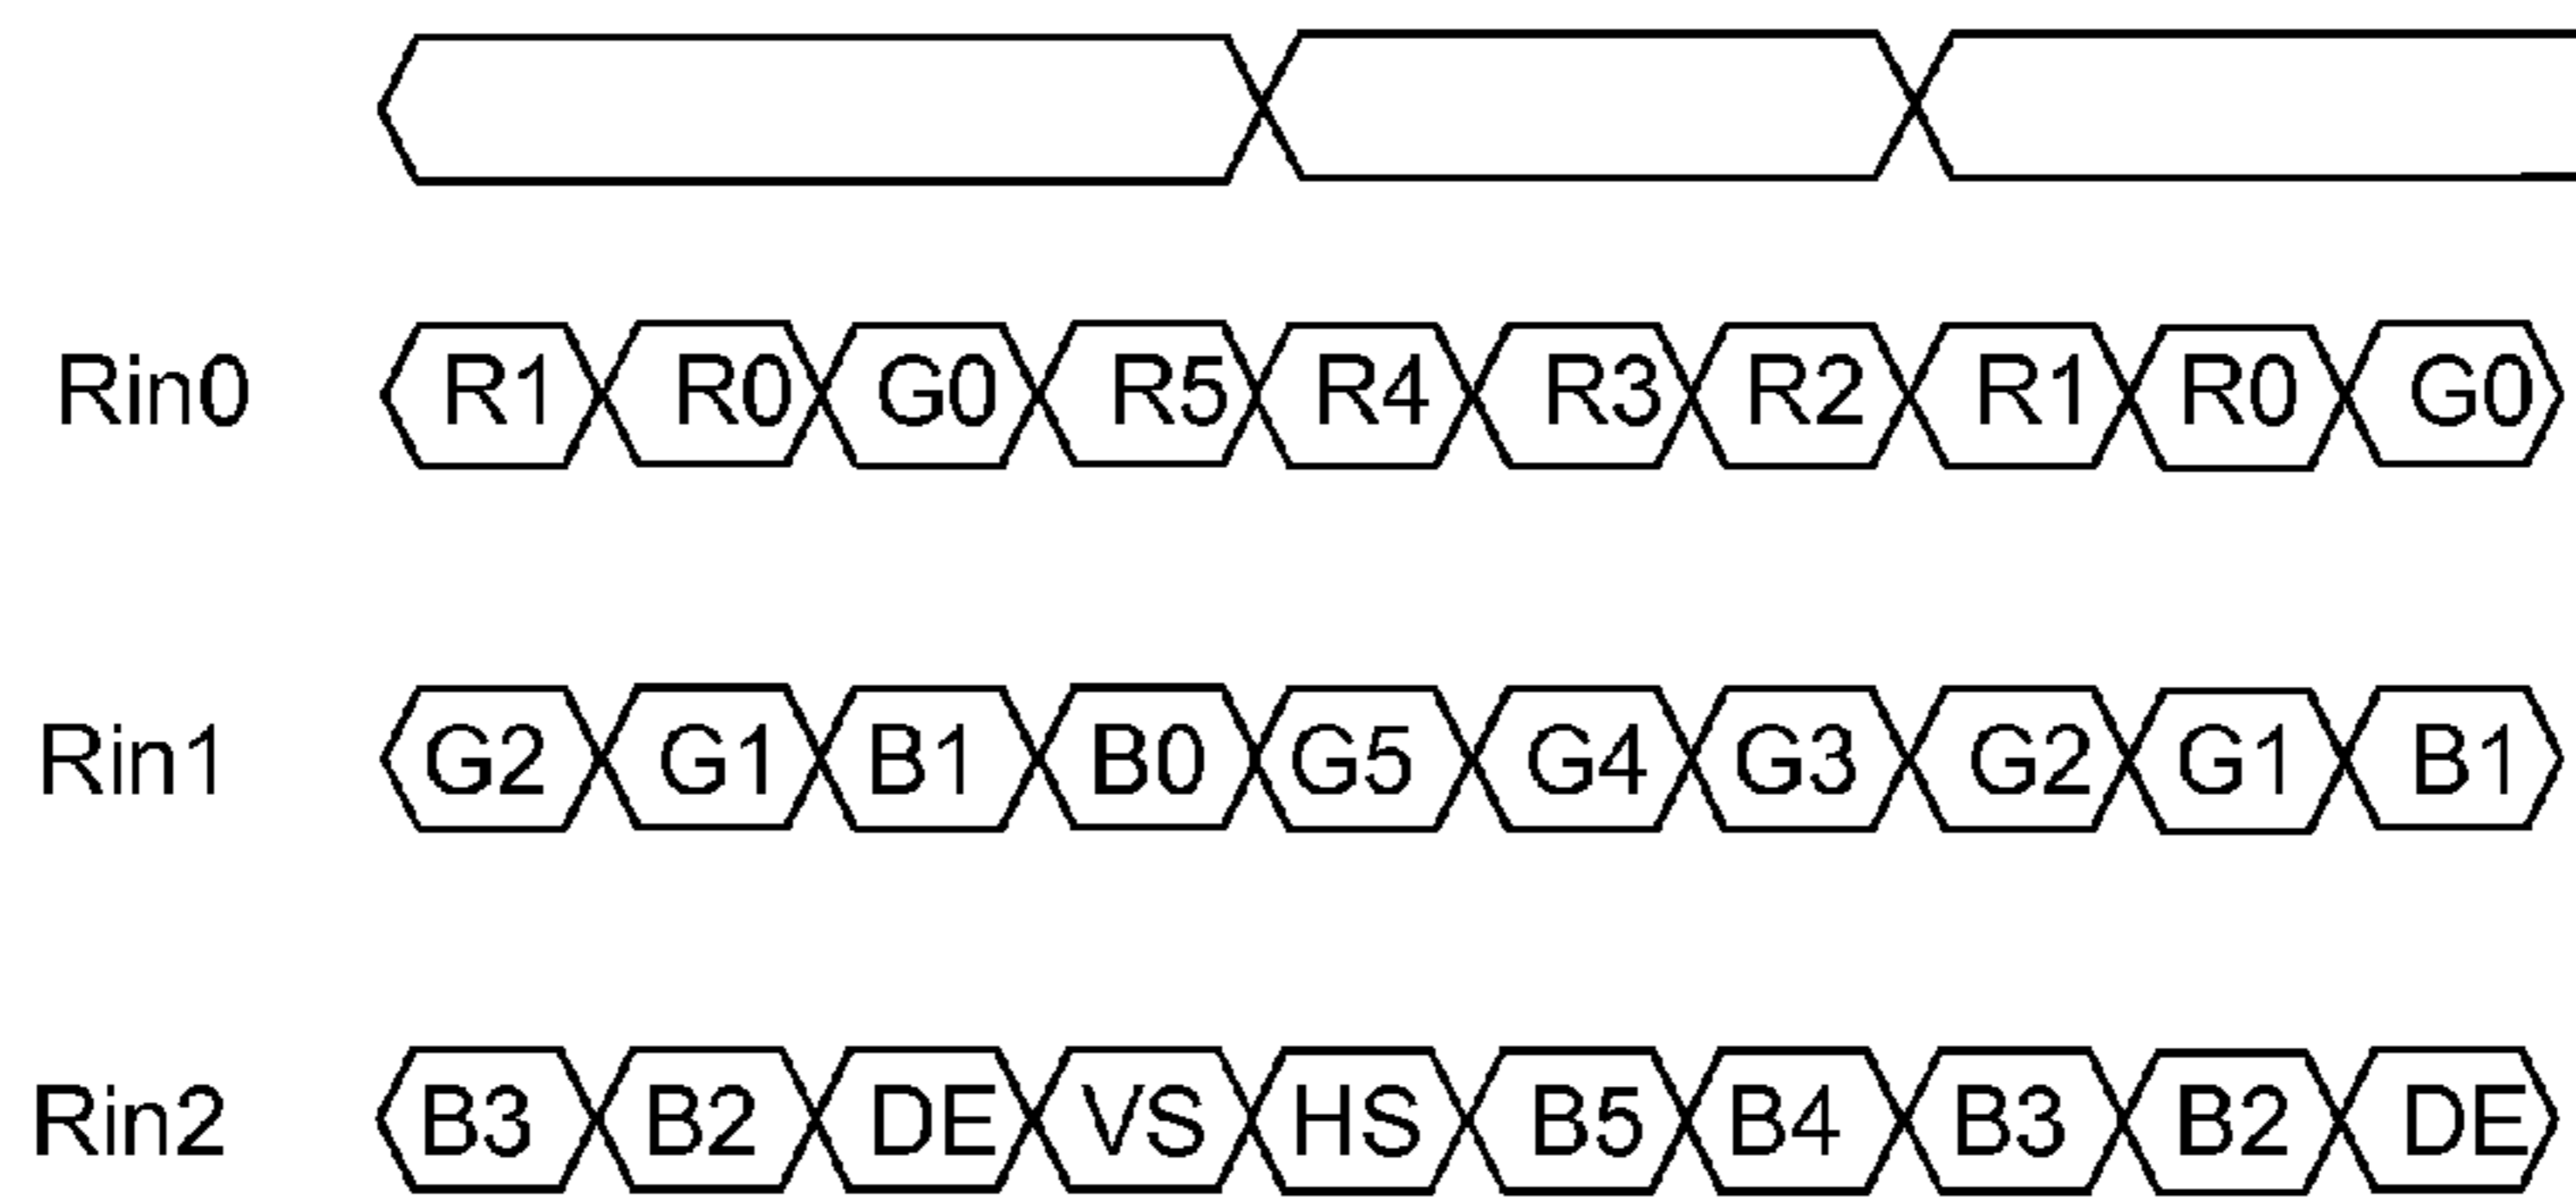 Rin0 R1 R0 G0 R5 R4 R3 R2 R1 R0 G0
Rin1 G2 G1 B1 B0 G5 G4 G3 G2 G1 B1
Rin2 B3 B2 DE VS HS B5 B4 B3 B2 DE